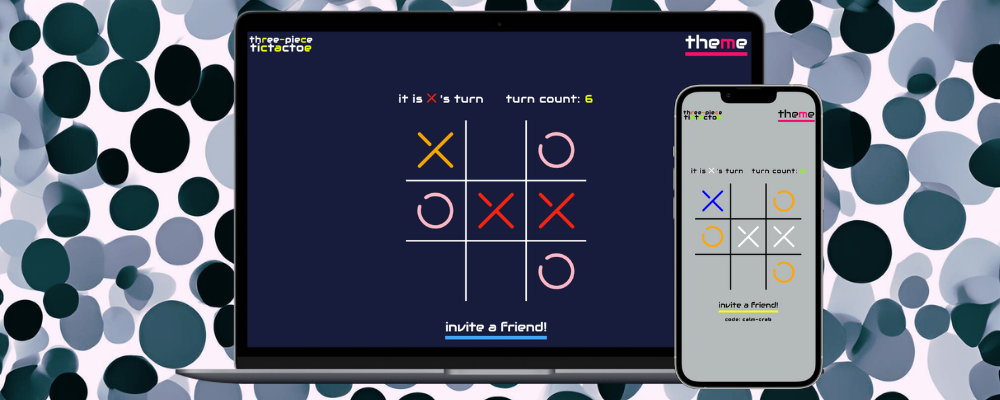 three-piece
tictactoe
theme
it is X 's turn turn count: 6
invite a friend!
three-piece
tictactoe
theme
it is X 's turn turn count:
invite a friend!
code: calm-crab